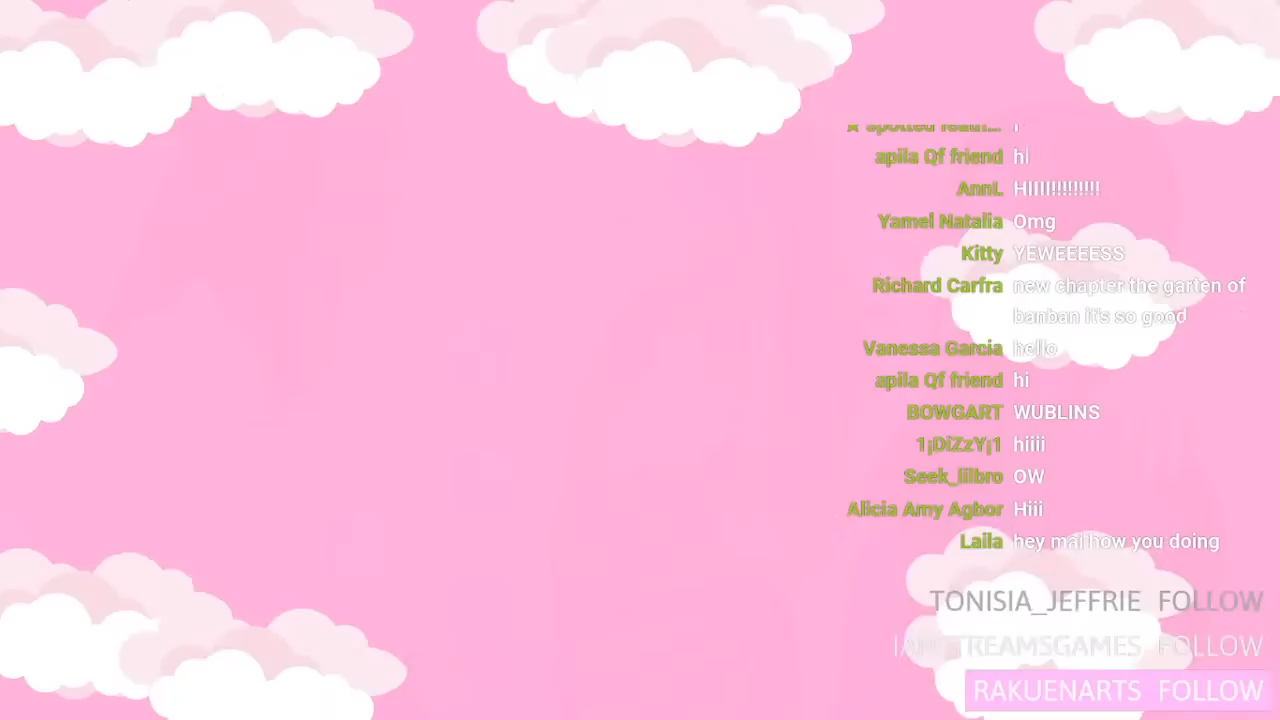 apila Qf friend hi
AnnL HIIII!!!!!!!!!
Yamel Natalia Omg
Kitty YEWEEEESS
Richard Carfra new chapter the garten of
banban it's so good
Vanessa Garcia hello
apila Qf friend hi
BOWGART WUBLINS
1¡DiZzY¡1 hiiii
Seek_lilbro OW
Alicia Amy Agbor Hiii
Laila hey mai how you doing
TONISIA_JEFFRIE FOLLOW
FOLLOW
RAKUENARTS FOLLOW